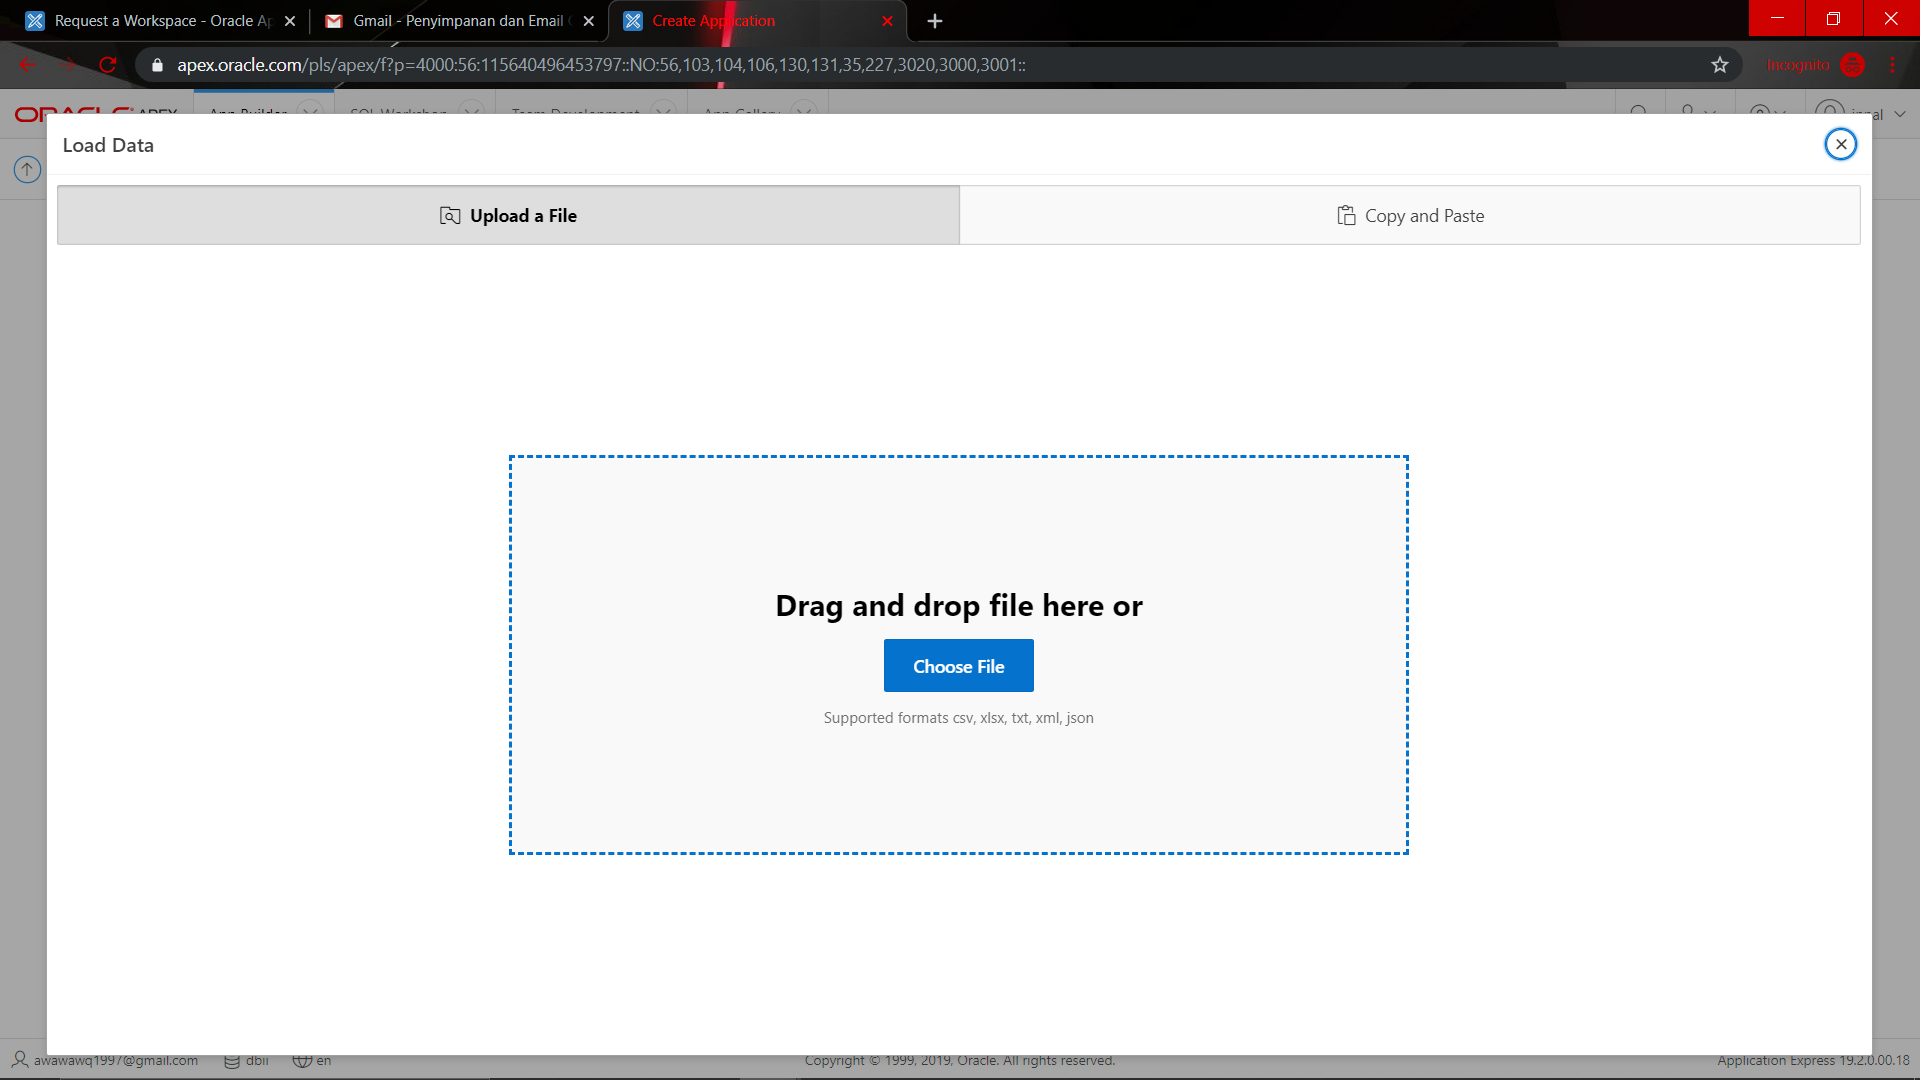 Request a Workspace - Oracle Ap
Gmail - Penyimpanan dan Email
Create Application
apex.oracle.com/pls/apex/f?p=4000:56:115640496453797::NO:56,103,104,106,130,131,35,227,3020,3000,3001::
Incognito
ORACLE APEX
App Builder
SQL Workshop
Team Development
App Gallery
Load Data
Upload a File
Copy and Paste
Drag and drop file here or
Choose File
Supported formats csv, xlsx, txt, xml, json
awawawq1997@gmail.com
dbii
en
Copyright © 1999, 2019, Oracle. All rights reserved.
Application Express 19.2.0.00.18